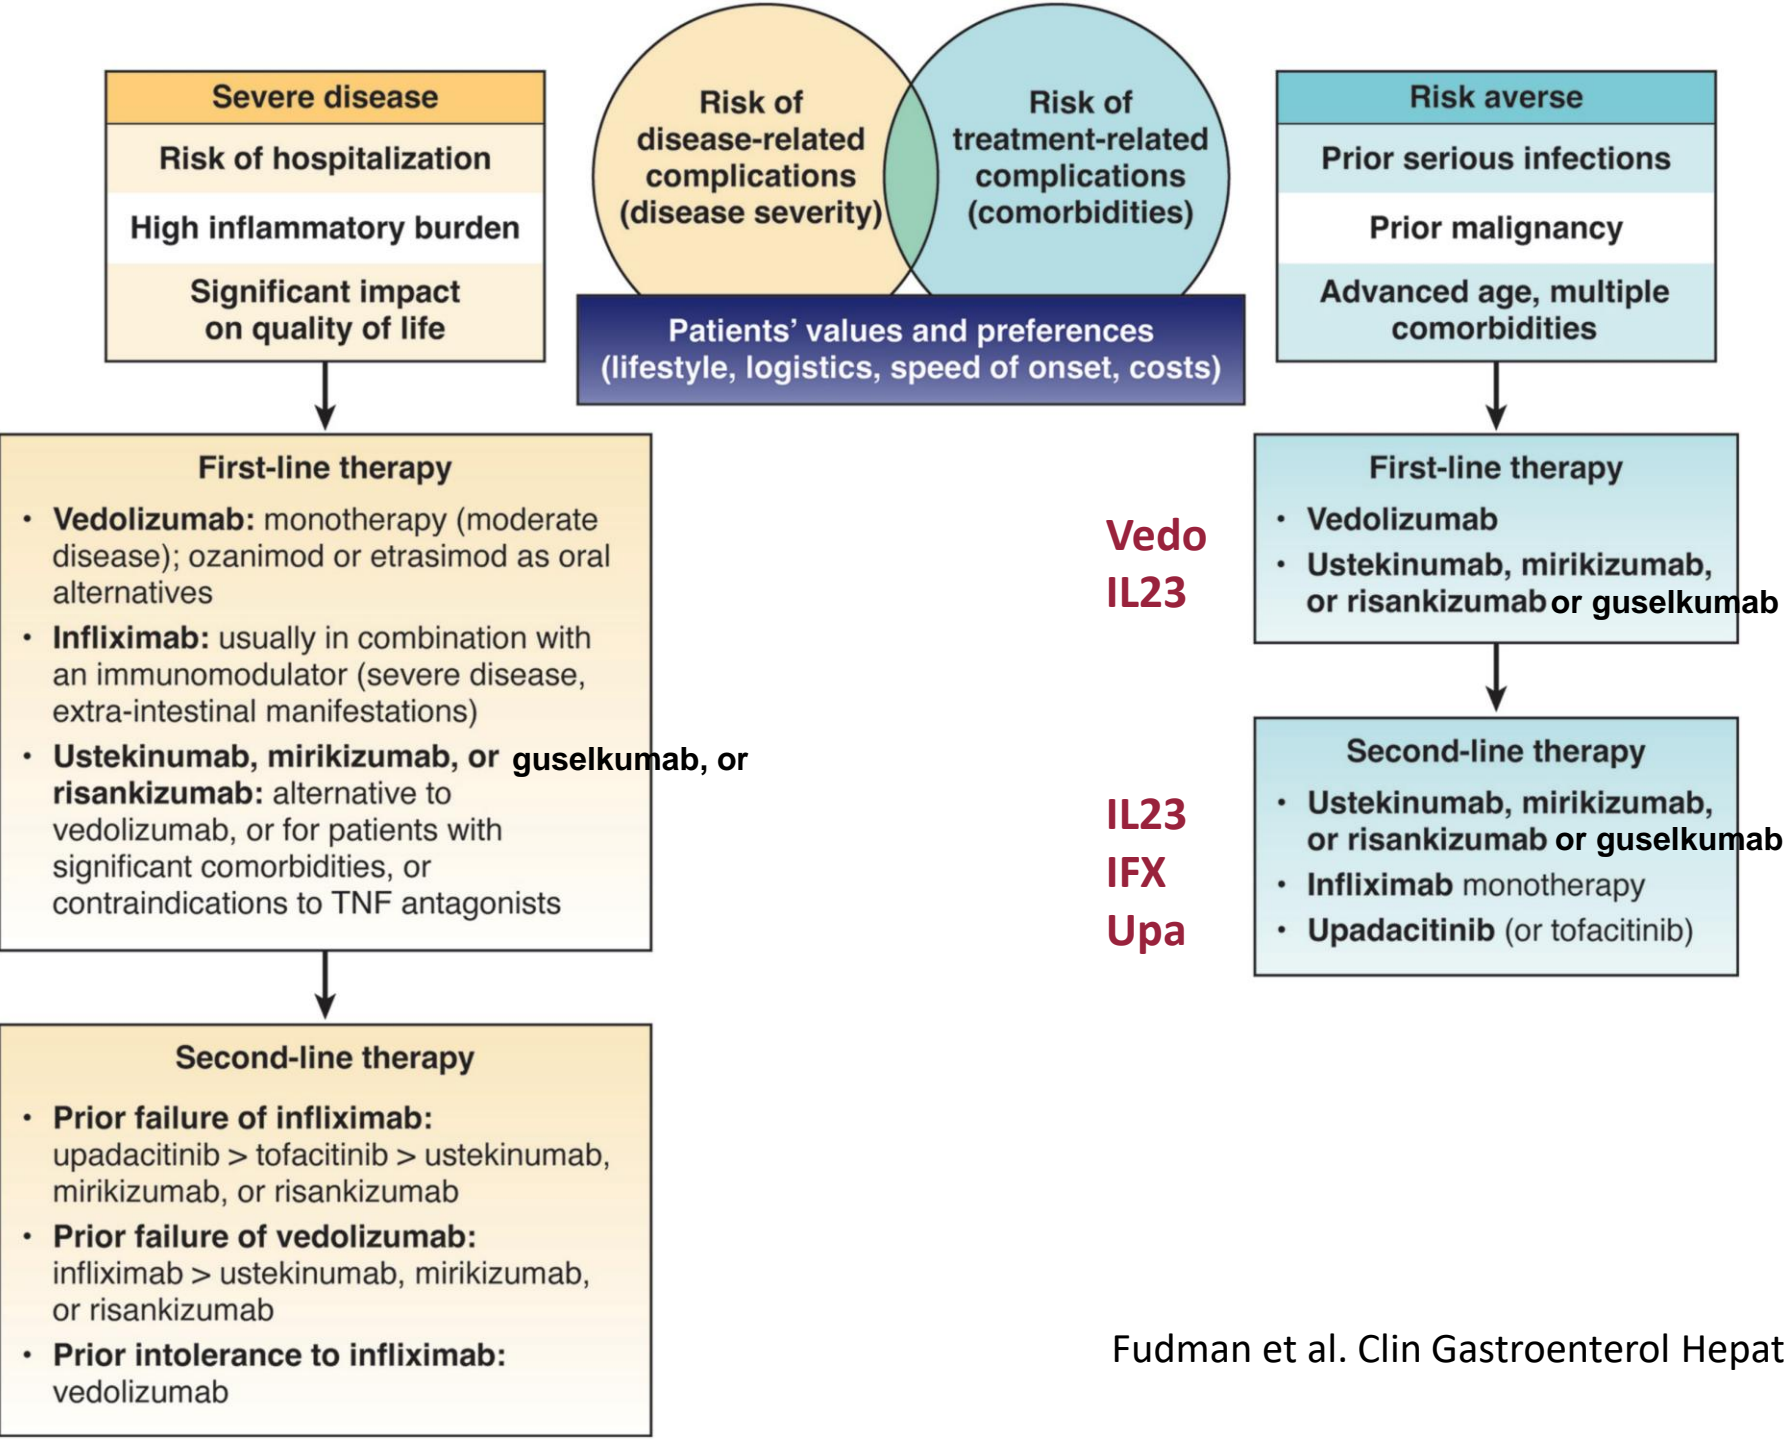 Severe disease
Risk of hospitalization
High inflammatory burden
Significant impact
on quality of life
Risk of
disease-related
complications
(disease severity)
Risk of
treatment-related
complications
(comorbidities)
Patients’ values and preferences
(lifestyle, logistics, speed of onset, costs)
Risk averse
Prior serious infections
Prior malignancy
Advanced age, multiple
comorbidities
First-line therapy
• Vedolizumab: monotherapy (moderate
disease); ozanimod or etrasimod as oral
alternatives
• Infliximab: usually in combination with
an immunomodulator (severe disease,
extra-intestinal manifestations)
• Ustekinumab, mirikizumab, or guselkumab, or
risankizumab: alternative to
vedolizumab, or for patients with
significant comorbidities, or
contraindications to TNF antagonists
Second-line therapy
• Prior failure of infliximab:
upadacitinib > tofacitinib > ustekinumab,
mirikizumab, or risankizumab
• Prior failure of vedolizumab:
infliximab > ustekinumab, mirikizumab,
or risankizumab
• Prior intolerance to infliximab:
vedolizumab
Vedo
IL23
First-line therapy
• Vedolizumab
• Ustekinumab, mirikizumab,
or risankizumab or guselkumab
IL23
IFX
Upa
Second-line therapy
• Ustekinumab, mirikizumab,
or risankizumab or guselkumab
• Infliximab monotherapy
• Upadacitinib (or tofacitinib)
Fudman et al. Clin Gastroenterol Hepat